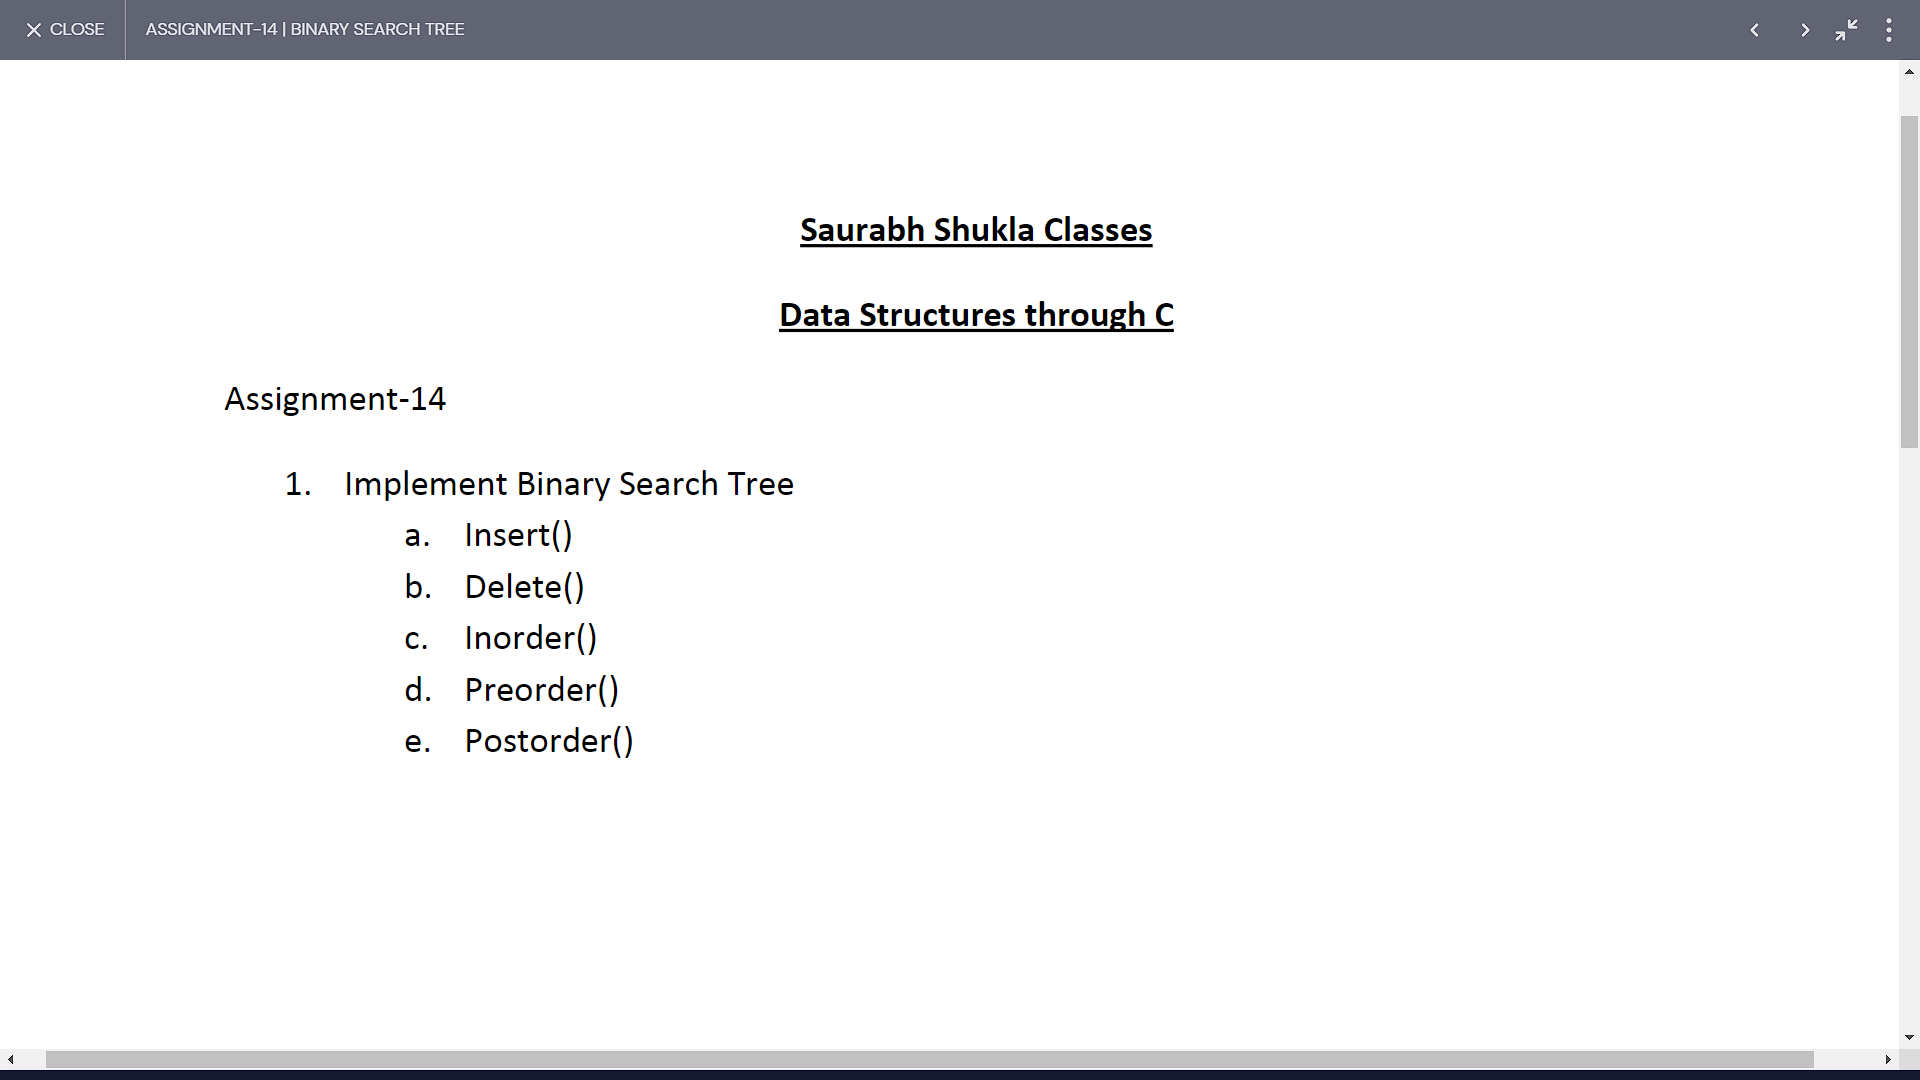 CLOSE
ASSIGNMENT-14 | BINARY SEARCH TREE
Saurabh Shukla Classes
Data Structures through C
Assignment-14
1. Implement Binary Search Tree
a. Insert()
b. Delete()
c. Inorder()
d. Preorder()
e. Postorder()